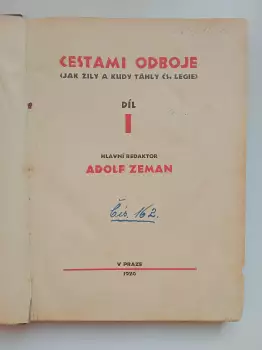 CESTAMI ODBOJE
(JAK ŽILY A KUDY TÁHLY ČS. LEGIE)
DÍL
I
HLAVNÍ REDAKTOR
ADOLF ZEMAN
Čís. 162.
V PRAZE
1926